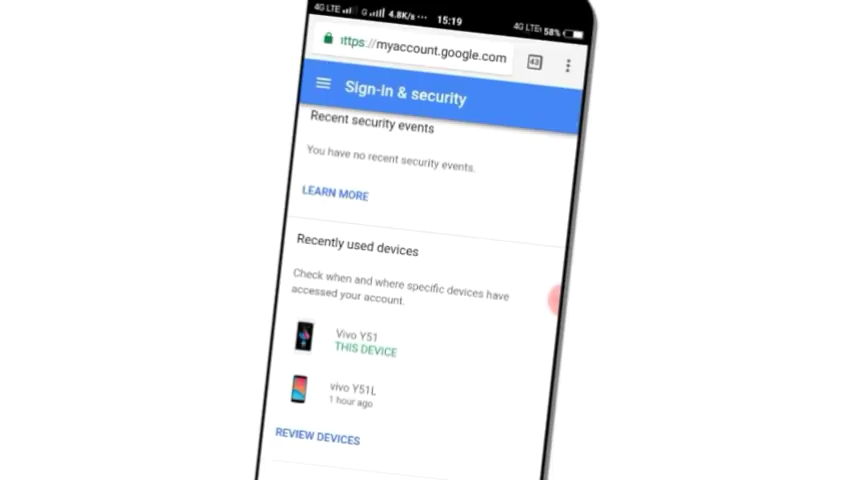 4G LTE G 4.8K/s ... 15:19 4G LTE 58%
ttps://myaccount.google.com 43
Sign-in & security
Recent security events
You have no recent security events.
LEARN MORE
Recently used devices
Check when and where specific devices have
accessed your account.
Vivo Y51
THIS DEVICE
vivo Y51L
1 hour ago
REVIEW DEVICES